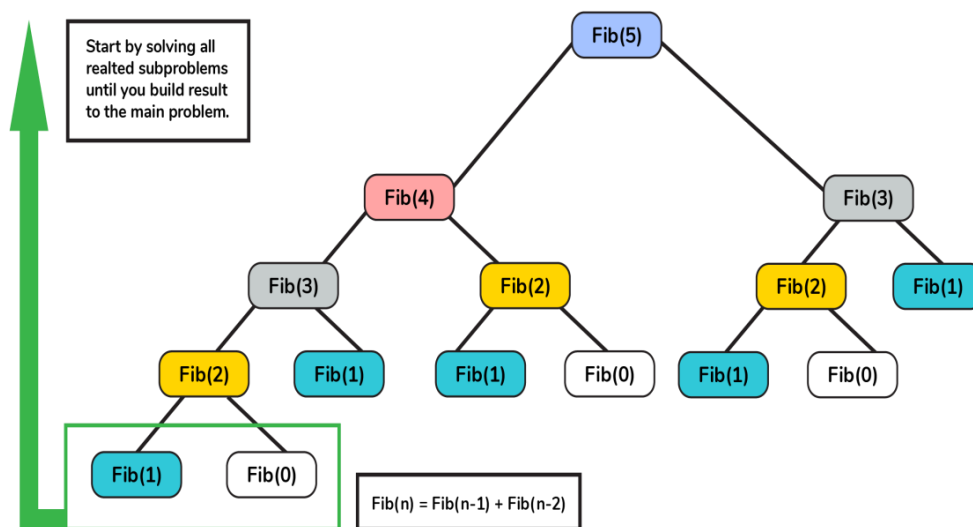 Start by solving all
realted subproblems
until you build result
to the main problem.
Fib(5)
Fib(4)
Fib(3)
Fib(3)
Fib(2)
Fib(2)
Fib(1)
Fib(2)
Fib(1)
Fib(1)
Fib(0)
Fib(1)
Fib(0)
Fib(1)
Fib(0)
Fib(n) = Fib(n-1) + Fib(n-2)